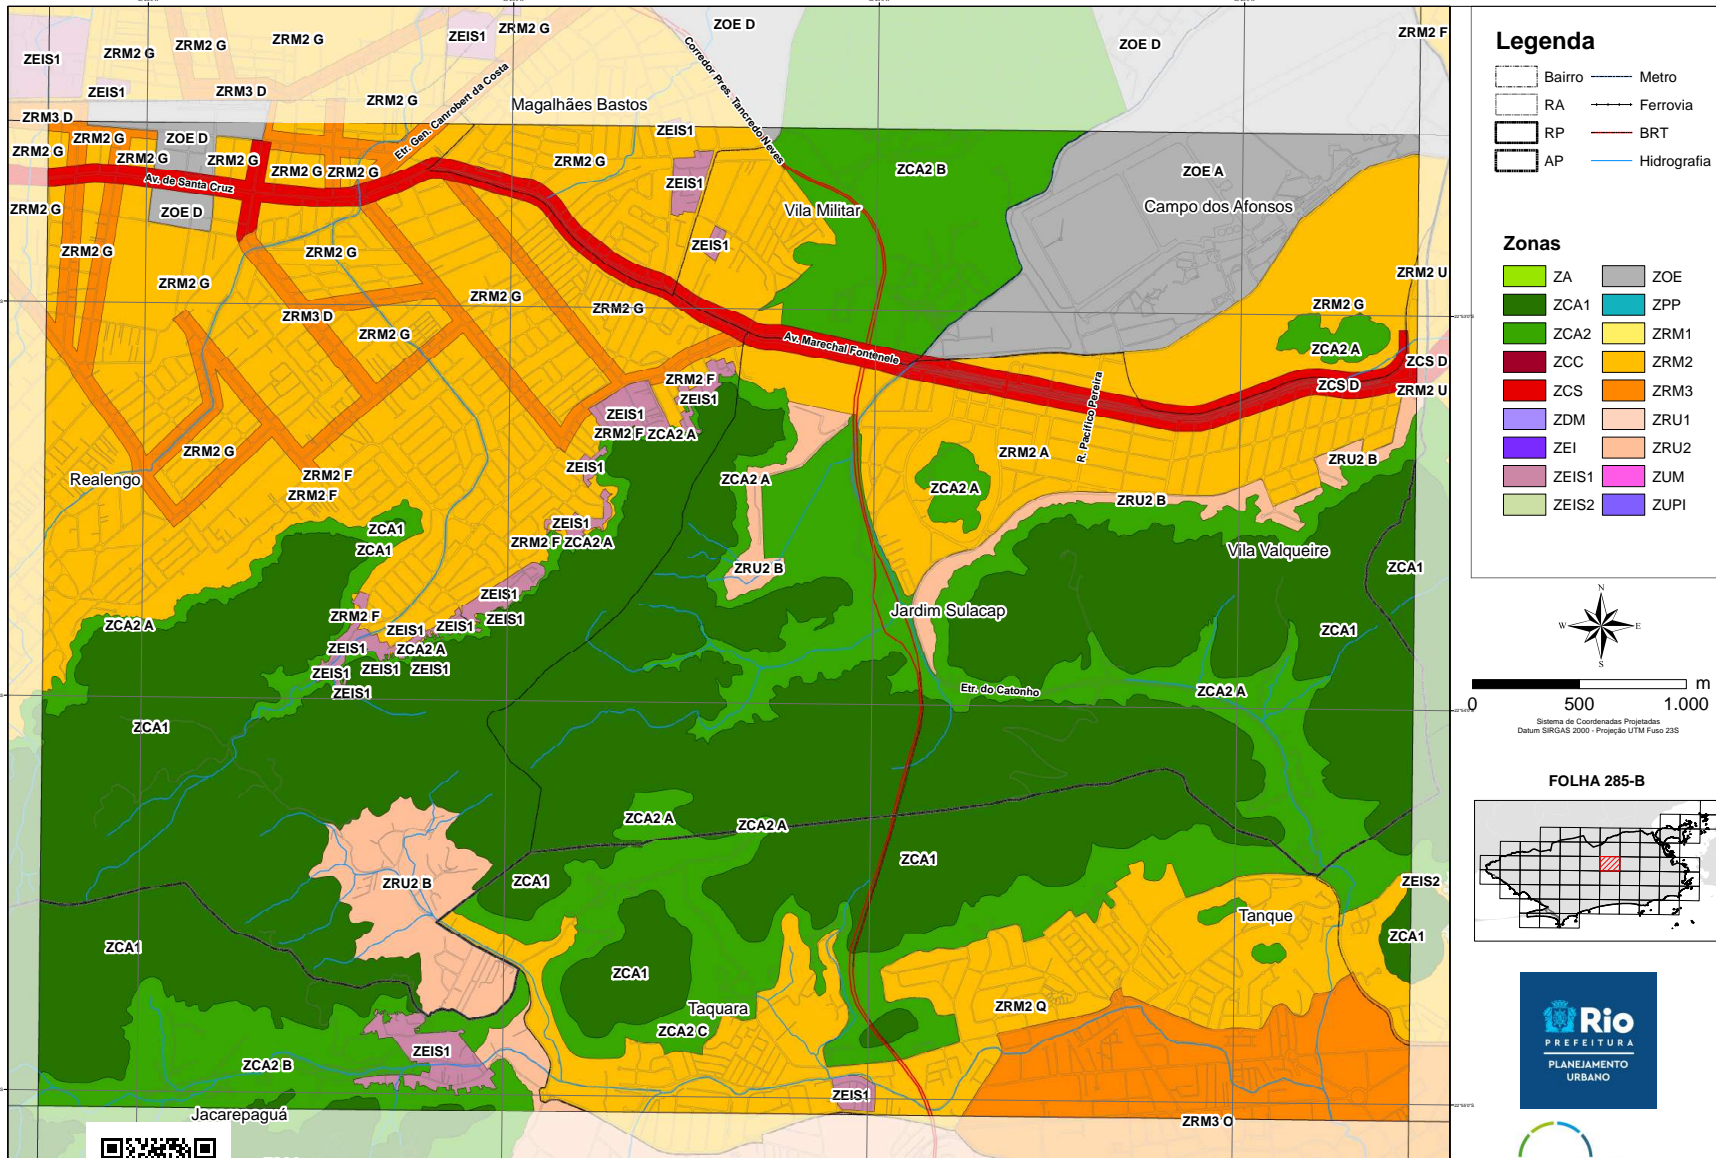 ZRM2 G
ZRM2 G
ZRM2 G
ZEIS1
ZRM2 G
ZEIS1
ZOE D
ZOE D
ZRM2 F
ZEIS1
ZRM3 D
ZRM2 G
Magalhães Bastos
Etr. Gen. Canrobert da Costa
Corredor Pres. Tancredo Neves
ZRM3 D
ZRM2 G
ZOE D
ZEIS1
ZRM2 G
ZRM2 G
ZRM2 G
ZRM2 G
ZRM2 G
ZRM2 G
ZCA2 B
ZOE A
Av. de Santa Cruz
ZEIS1
ZRM2 G
ZOE D
Vila Militar
Campo dos Afonsos
ZRM2 G
ZRM2 G
ZEIS1
ZRM2 G
ZRM2 G
ZRM2 U
ZRM2 G
ZRM3 D
ZRM2 G
ZRM2 G
ZRM2 G
Av. Marechal Fontenele
ZCA2 A
ZCS D
ZCS D
ZRM2 U
ZRM2 F
ZEIS1
ZEIS1
R. Pacífico Pereira
ZRM2 F
ZCA2 A
ZRM2 G
ZRM2 A
ZRU2 B
Realengo
ZRM2 F
ZRM2 F
ZEIS1
ZCA2 A
ZCA2 A
ZRU2 B
ZCA1
ZEIS1
ZRM2 F
ZCA2 A
ZCA1
Vila Valqueire
ZRU2 B
ZCA1
ZEIS1
Jardim Sulacap
ZRM2 F
ZEIS1
ZCA2 A
ZEIS1
ZEIS1
ZCA1
ZEIS1
ZCA2 A
ZEIS1
ZEIS1
ZEIS1
ZEIS1
Etr. do Catonho
ZCA2 A
ZCA1
ZCA2 A
ZCA2 A
ZCA1
ZRU2 B
ZCA1
ZEIS2
Tanque
ZCA1
ZCA1
ZCA1
Taquara
ZRM2 Q
ZCA2 C
ZEIS1
ZCA2 B
ZEIS1
Jacarepaguá
ZRM3 O
Legenda
Bairro
Metro
RA
Ferrovia
RP
BRT
AP
Hidrografia
Zonas
ZA
ZOE
ZCA1
ZPP
ZCA2
ZRM1
ZCC
ZRM2
ZCS
ZRM3
ZDM
ZRU1
ZEI
ZRU2
ZEIS1
ZUM
ZEIS2
ZUPI
N
W
E
S
m
0
500
1.000
Sistema de Coordenadas Projetadas
Datum SIRGAS 2000 - Projeção UTM Fuso 23S
FOLHA 285-B
Rio
PREFEITURA
PLANEJAMENTO
URBANO